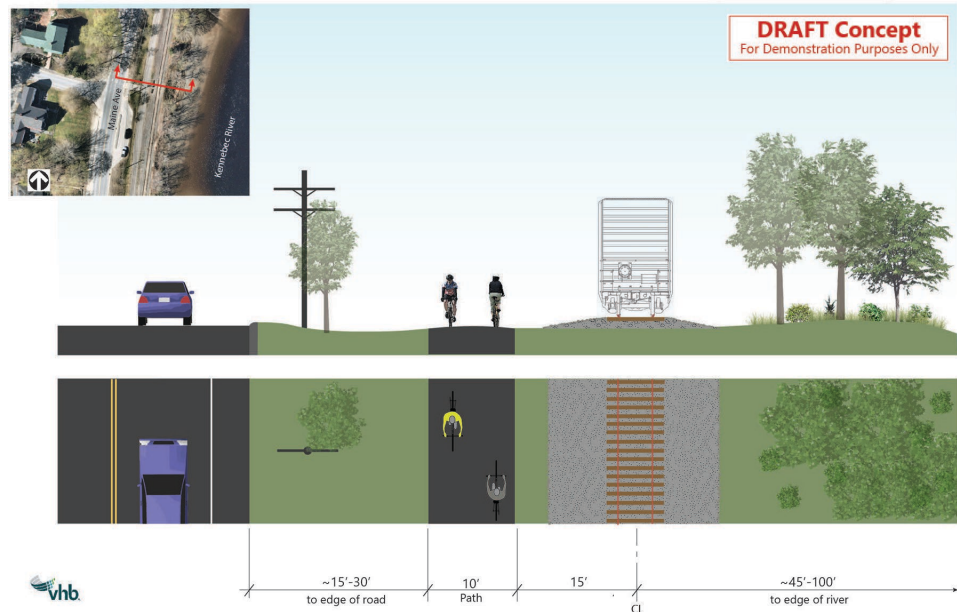 DRAFT Concept
For Demonstration Purposes Only
Maine Ave
Kennebec River
~15'-30'
to edge of road
10'
Path
15'
CL
~45'-100'
to edge of river
vhb